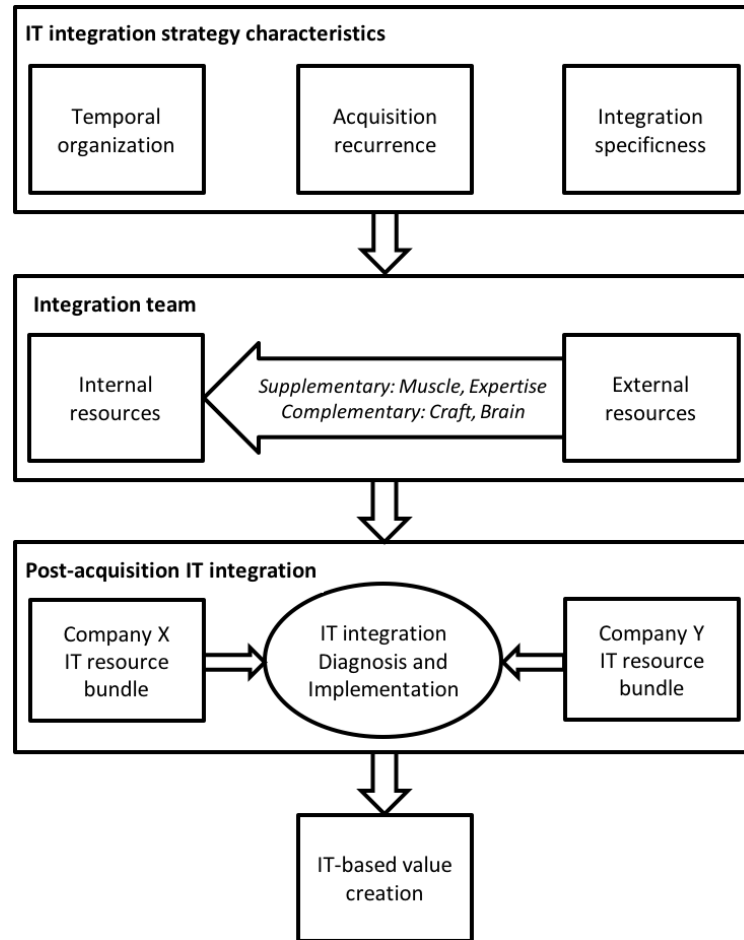 IT integration strategy characteristics
Temporal
organization
Acquisition
recurrence
Integration
specificness
Integration team
Internal
resources
Supplementary: Muscle, Expertise
Complementary: Craft, Brain
External
resources
Post-acquisition IT integration
Company X
IT resource
bundle
IT integration
Diagnosis and
Implementation
Company Y
IT resource
bundle
IT-based value
creation